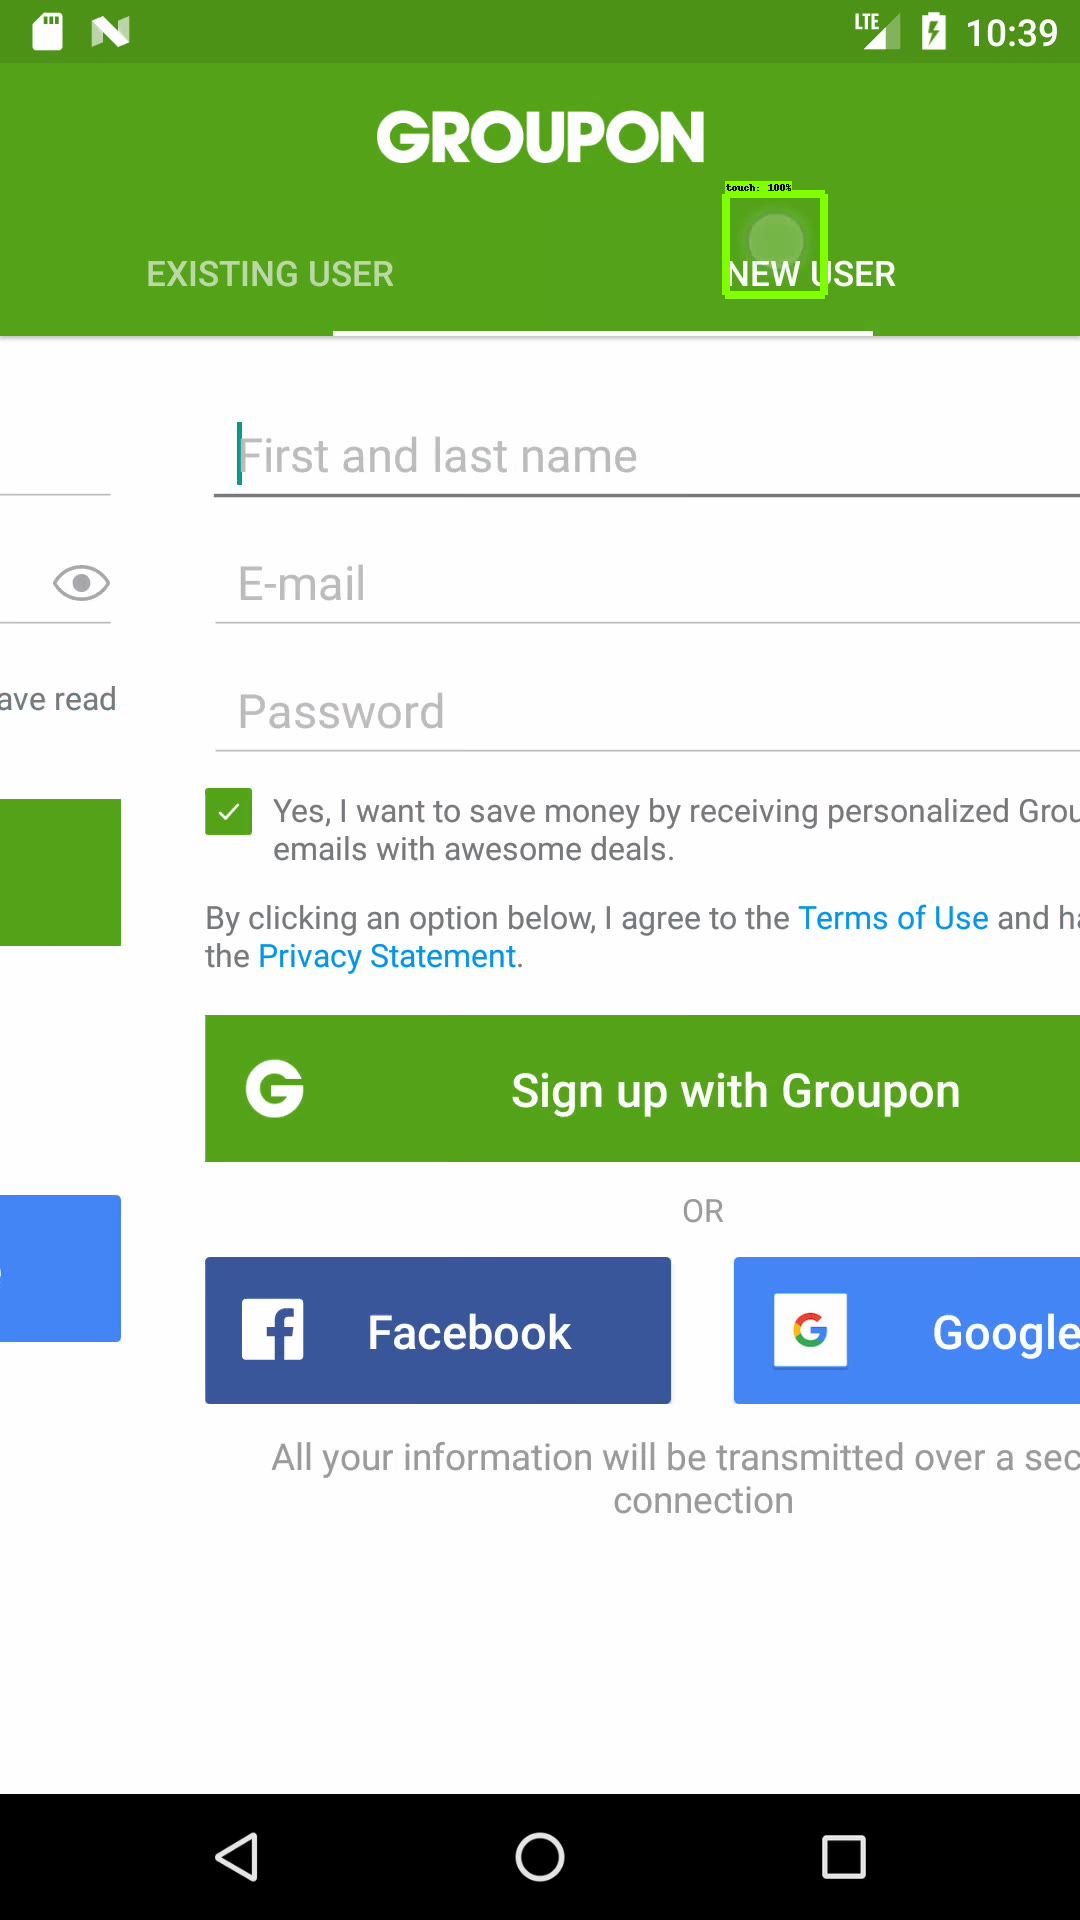 LTE 10:39
GROUPON
touch: 100%
EXISTING USER
NEW USER
First and last name
E-mail
Password
ave read
Yes, I want to save money by receiving personalized Grou
emails with awesome deals.
By clicking an option below, I agree to the Terms of Use and ha
the Privacy Statement.
Sign up with Groupon
OR
Facebook
Google
All your information will be transmitted over a sec
connection